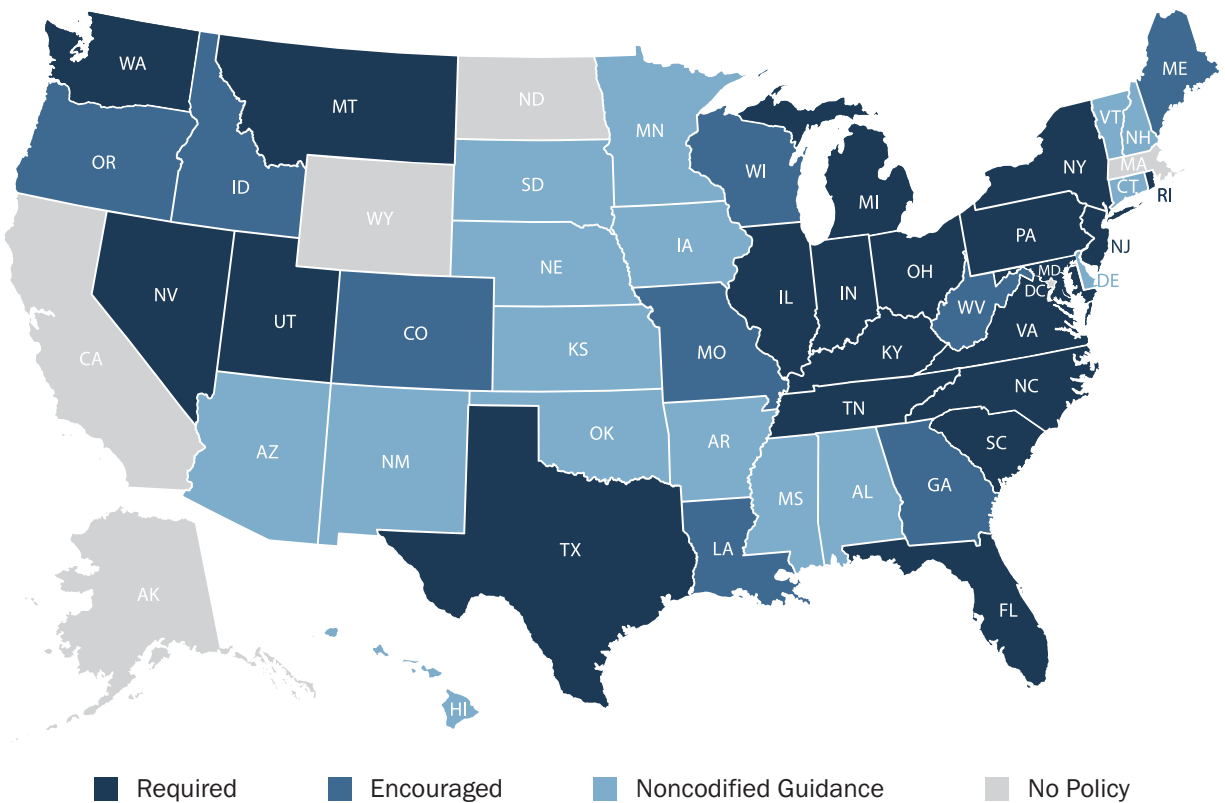 WA
MT
ND
MN
ME
VT
NH
OR
ID
WY
SD
WI
MI
NY
MA
CT
RI
NV
UT
CO
NE
IA
IL
IN
OH
PA
NJ
MD
DE
DC
WV
VA
CA
KS
MO
KY
NC
AZ
NM
OK
AR
TN
SC
MS
AL
GA
TX
LA
FL
AK
HI
Required
Encouraged
Noncodified Guidance
No Policy